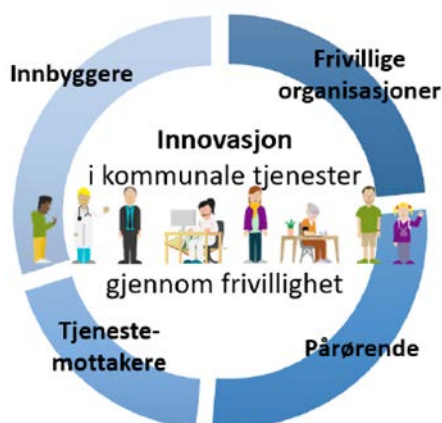 Innbyggere
Frivillige
organisasjoner
Innovasjon
i kommunale tjenester
gjennom frivillighet
Tjeneste-
mottakere
Pårørende